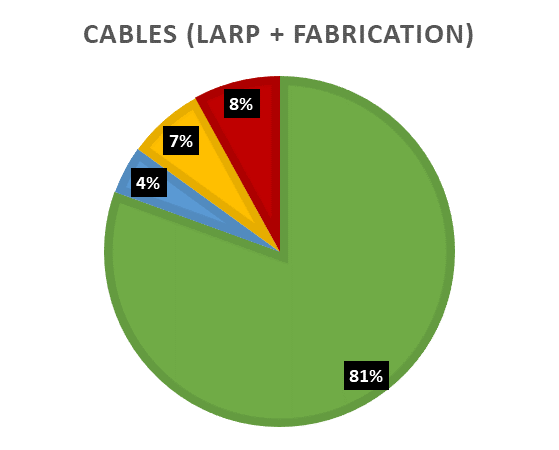 CABLES (LARP + FABRICATION)
8%
7%
4%
81%